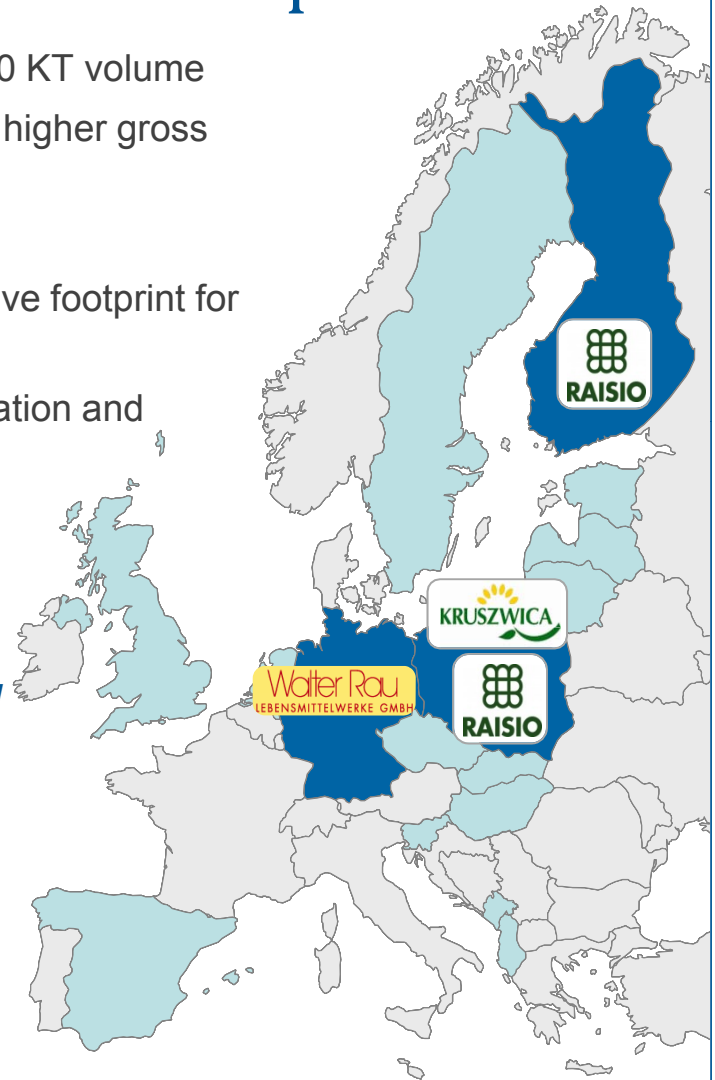 0 KT volume
higher gross
ve footprint for
ation and
RAISIO
KRUSZWICA
Walter Rau
LEBENSMITTELWERKE GMBH
RAISIO